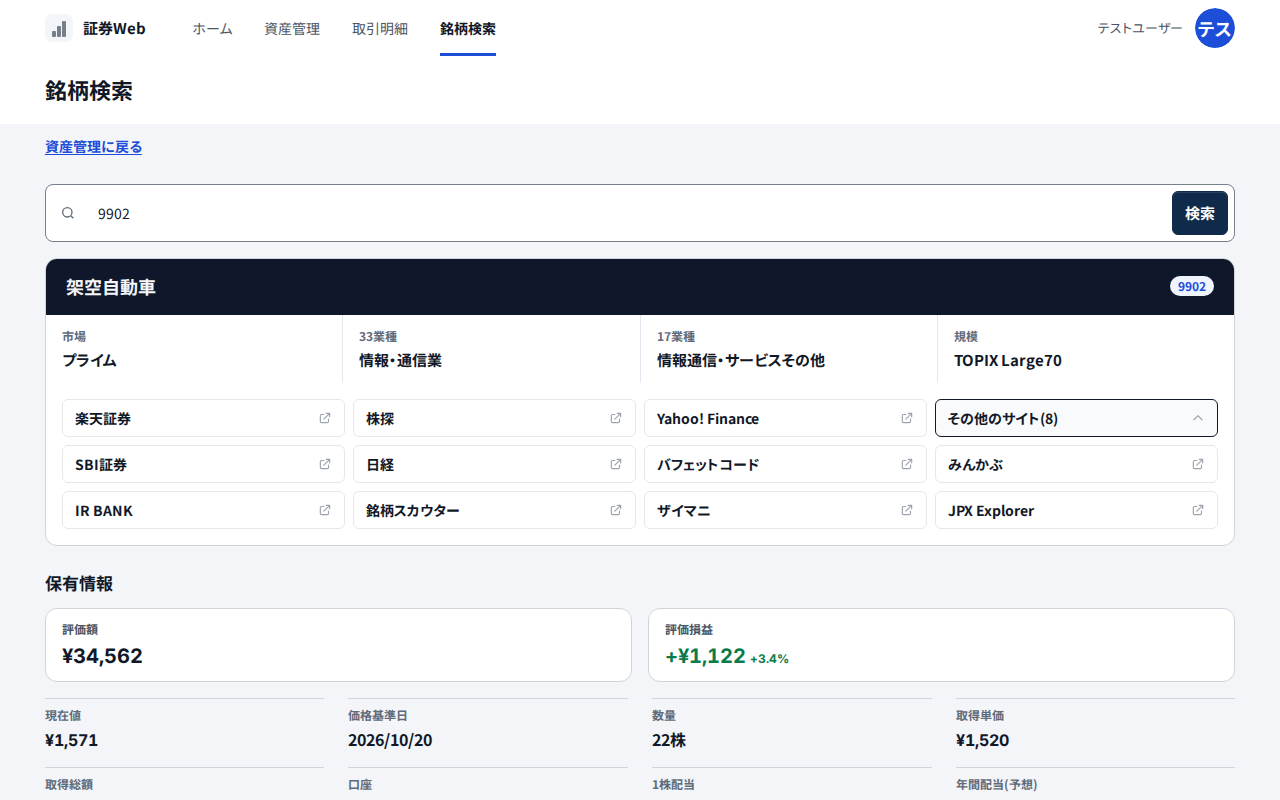 証券Web ホーム 資産管理 取引明細 銘柄検索 テストユーザー テス
銘柄検索
資産管理に戻る
9902 検索
架空自動車 9902
市場 33業種 17業種 規模
プライム 情報・通信業 情報通信・サービスその他 TOPIX Large70
楽天証券 株探 Yahoo! Finance その他のサイト(8)
SBI証券 日経 バフェットコード みんかぶ
IR BANK 銘柄スカウター ザイマニ JPX Explorer
保有情報
評価額 評価損益
¥34,562 +¥1,122 +3.4%
現在値 価格基準日 数量 取得単価
¥1,571 2026/10/20 22株 ¥1,520
取得総額 口座 1株配当 年間配当(予想)